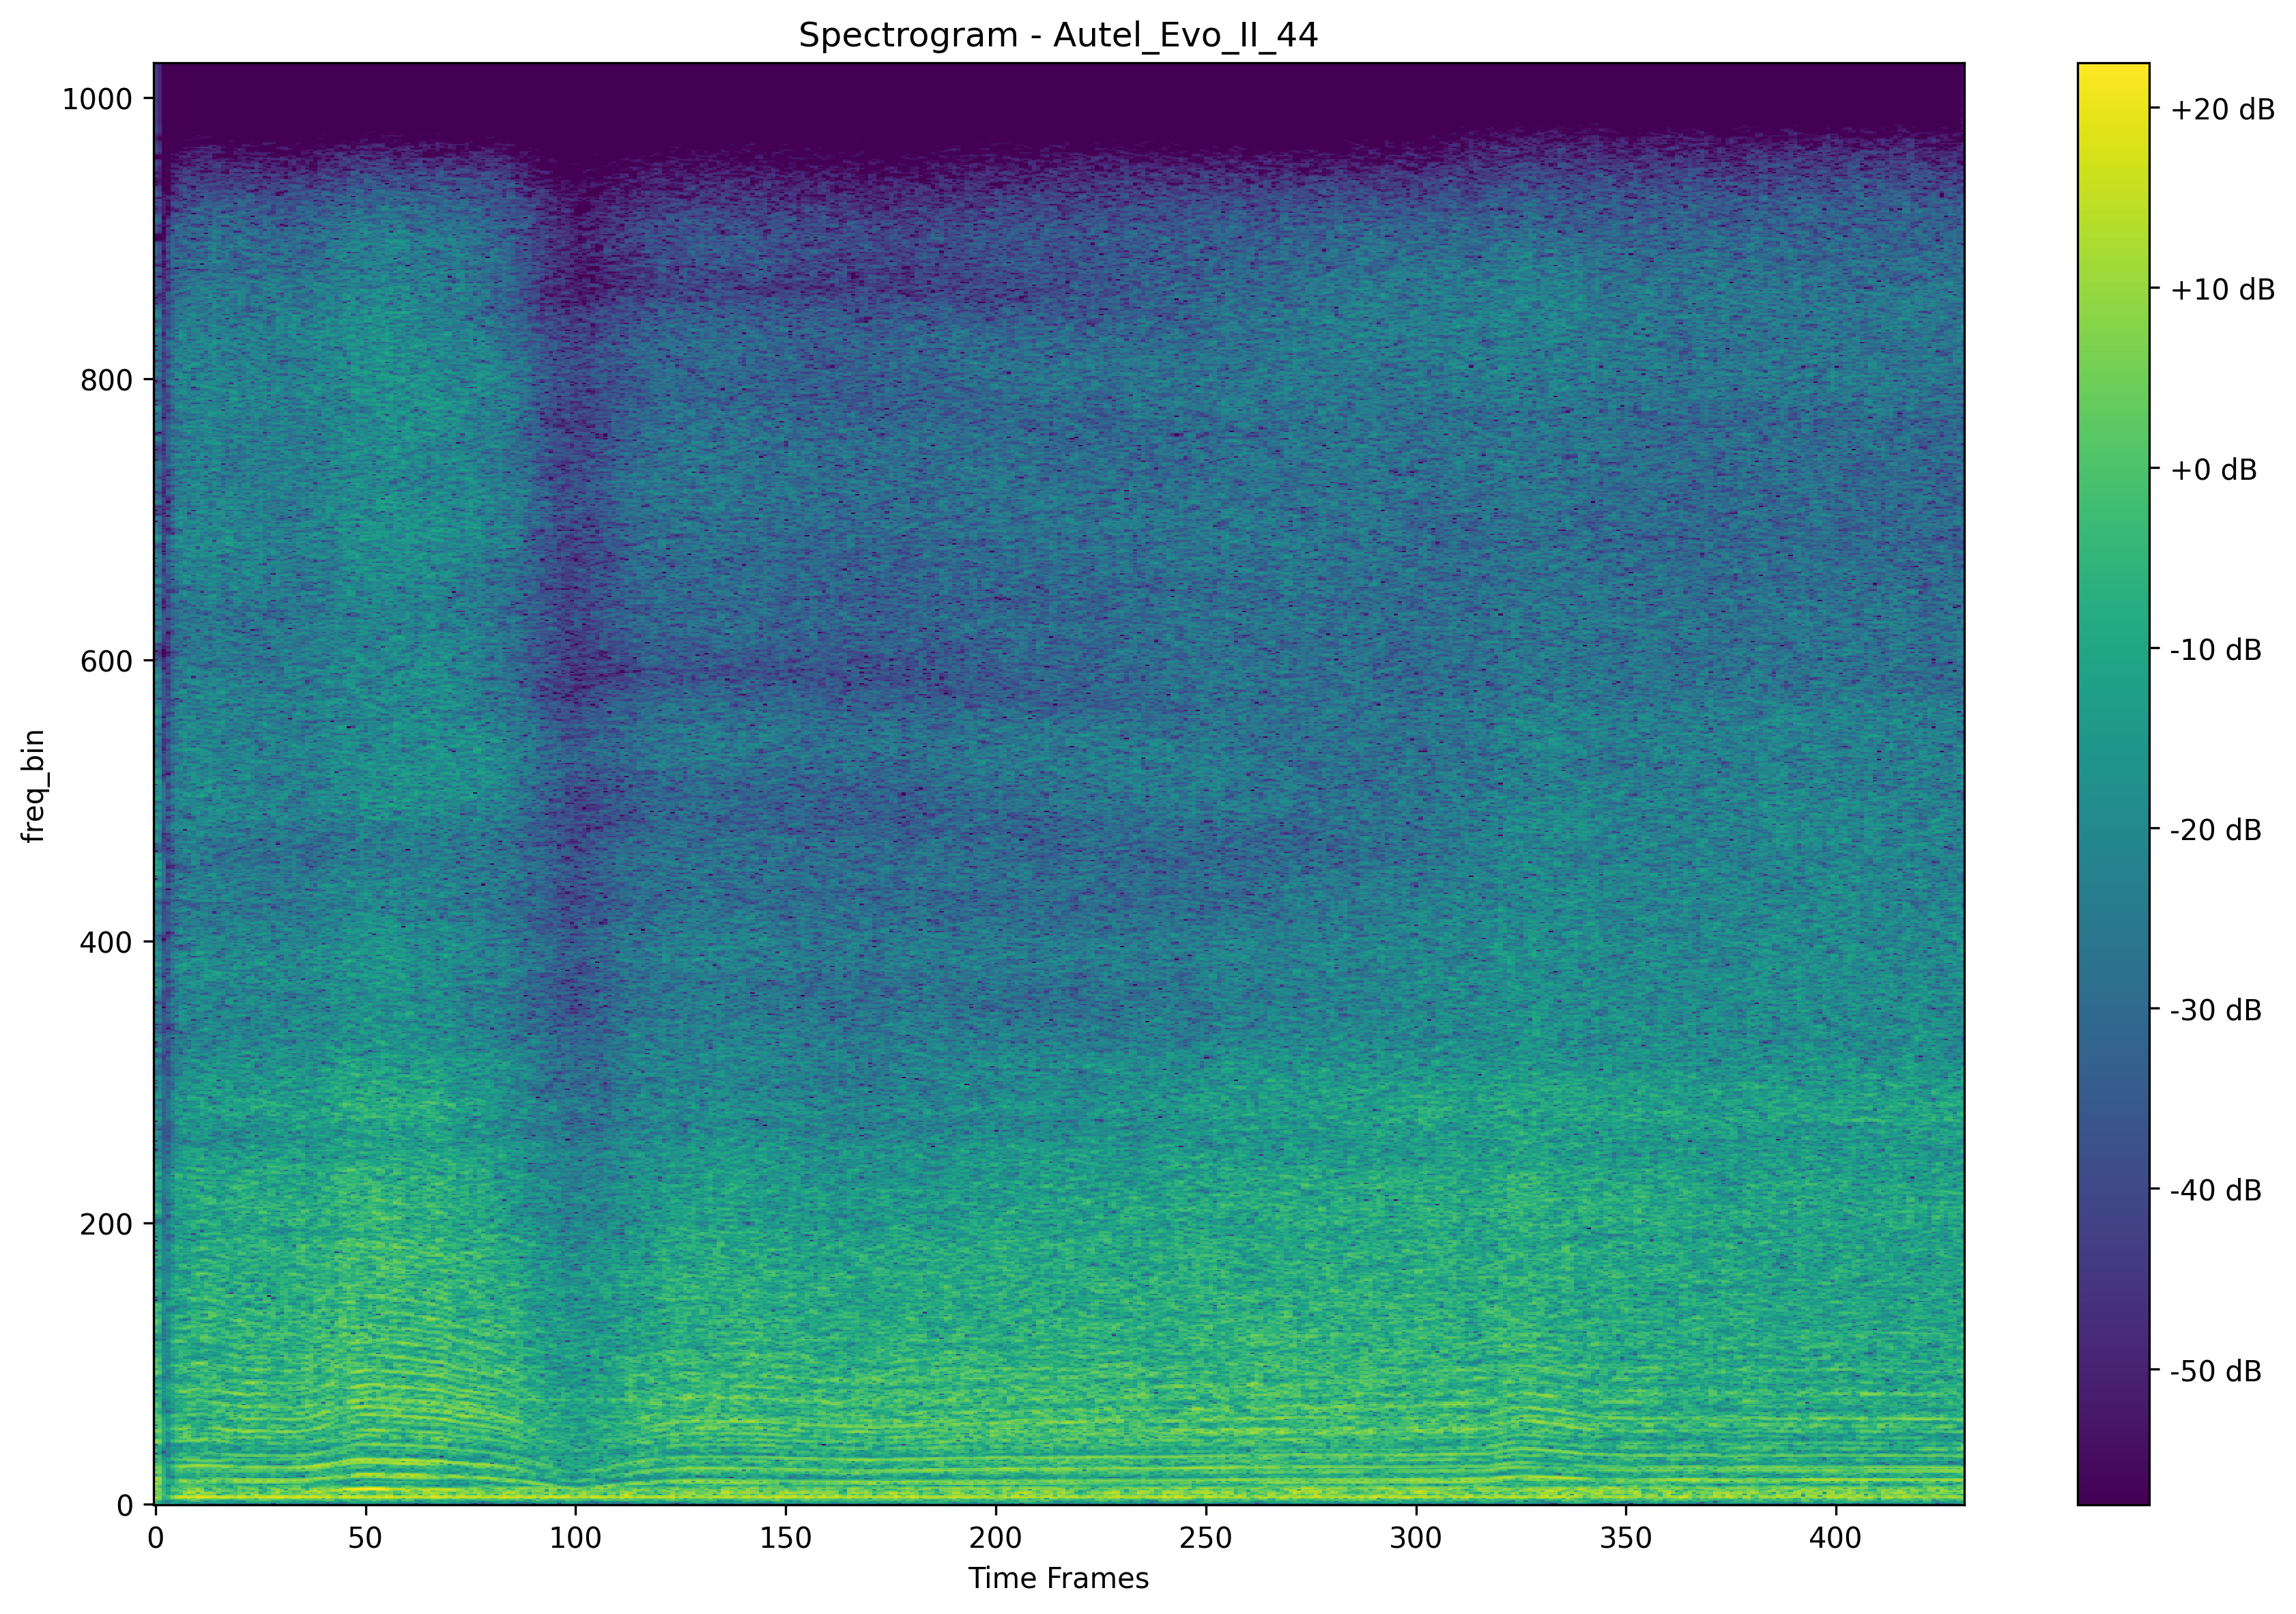 Spectrogram - Autel_Evo_II_44
1000
800
600
400
200
0
freq_bin
0 50 100 150 200 250 300 350 400
Time Frames
+20 dB
+10 dB
+0 dB
-10 dB
-20 dB
-30 dB
-40 dB
-50 dB